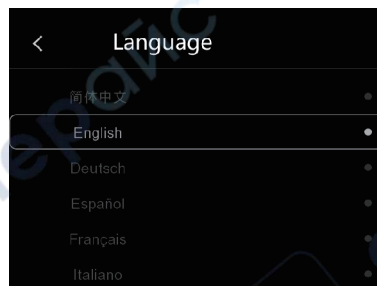 Language
简体中文
English
Deutsch
Español
Français
Italiano